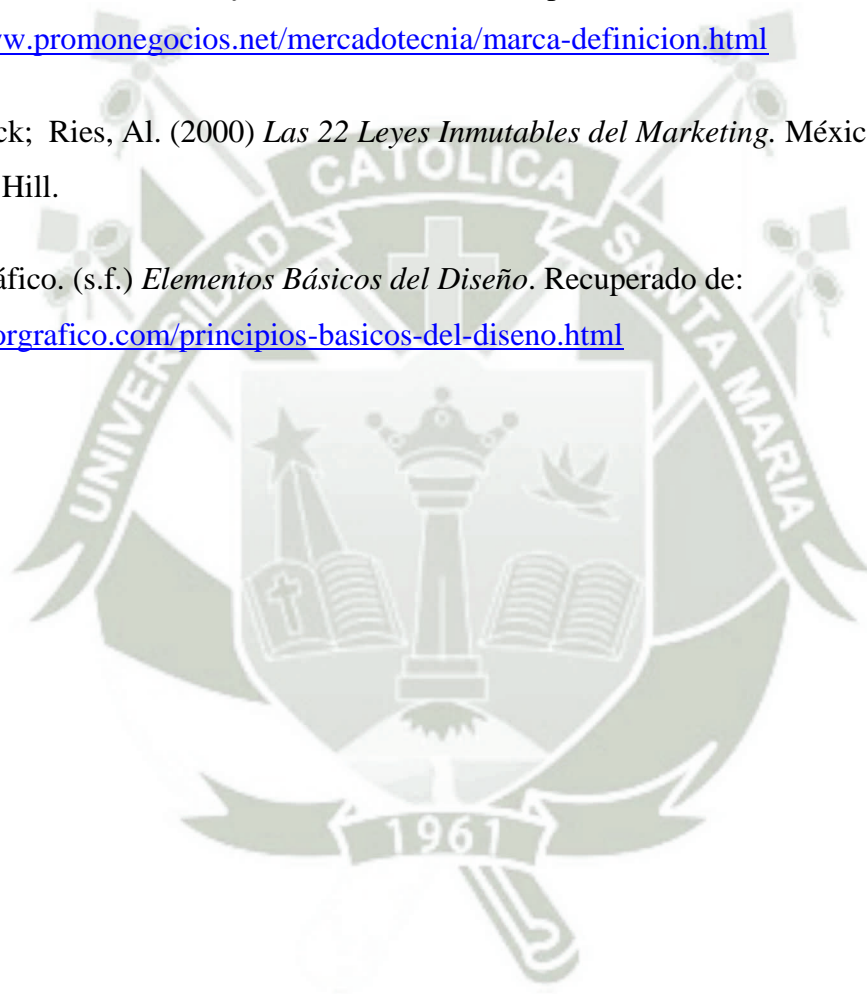 ww.promonegocios.net/mercadotecnia/marca-definicion.html
ck; Ries, Al. (2000) Las 22 Leyes Inmutables del Marketing. Méxic
Hill.
áfico. (s.f.) Elementos Básicos del Diseño. Recuperado de:
orgrafico.com/principios-basicos-del-diseno.html
UNIVERSIDAD CATOLICA SANTA MARIA
1961